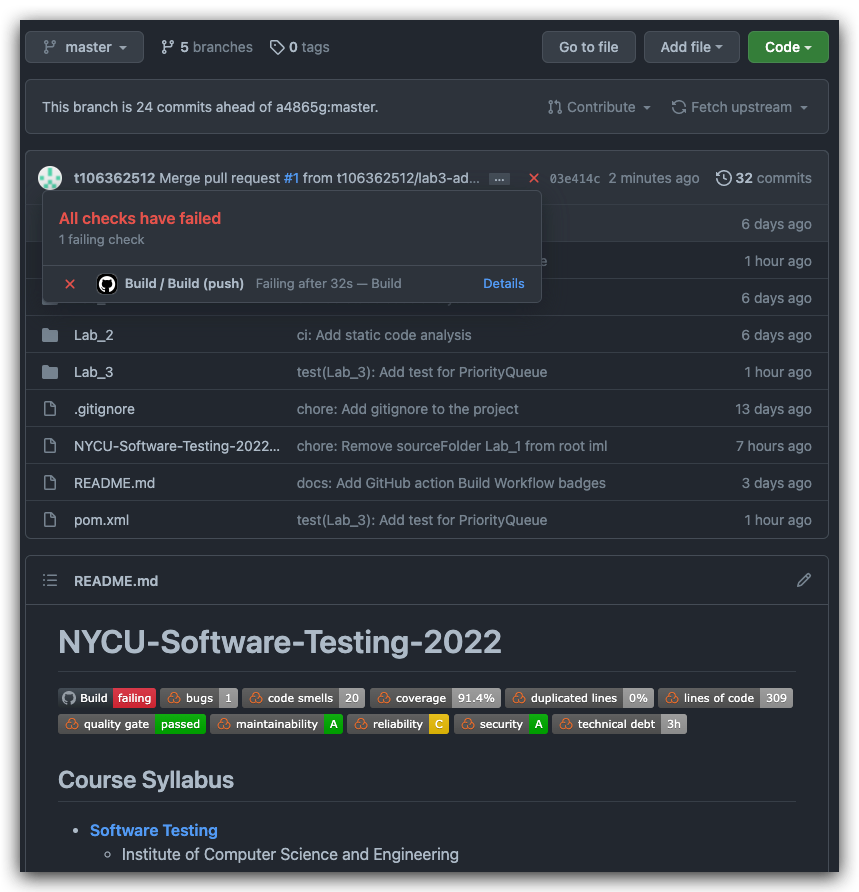 master 5 branches 0 tags Go to file Add file Code
This branch is 24 commits ahead of a4865g:master. Contribute Fetch upstream
t106362512 Merge pull request #1 from t106362512/lab3-ad... ... 03e414c 2 minutes ago 32 commits
All checks have failed
1 failing check
6 days ago
1 hour ago
Build / Build (push) Failing after 32s — Build Details
6 days ago
Lab_2 ci: Add static code analysis 6 days ago
Lab_3 test(Lab_3): Add test for PriorityQueue 1 hour ago
.gitignore chore: Add gitignore to the project 13 days ago
NYCU-Software-Testing-2022... chore: Remove sourceFolder Lab_1 from root iml 7 hours ago
README.md docs: Add GitHub action Build Workflow badges 3 days ago
pom.xml test(Lab_3): Add test for PriorityQueue 1 hour ago
README.md
NYCU-Software-Testing-2022
Build failing bugs 1 code smells 20 coverage 91.4% duplicated lines 0% lines of code 309
quality gate passed maintainability A reliability C security A technical debt 3h
Course Syllabus
Software Testing
Institute of Computer Science and Engineering